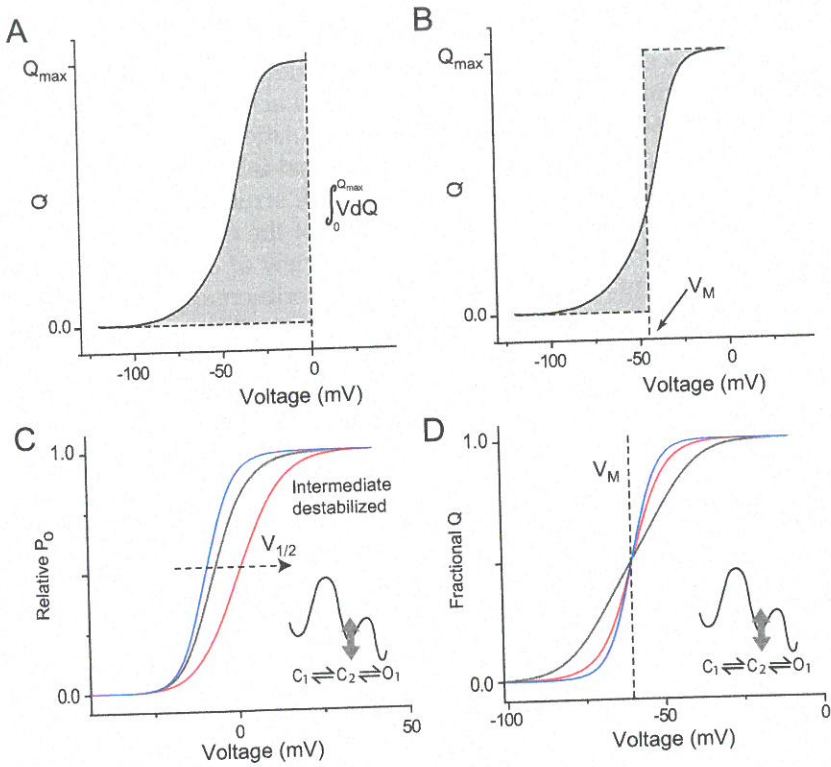 A
Qmax
Q
0.0
∫0QmaxVdQ
-100
-50
0
Voltage (mV)
B
Qmax
Q
0.0
VM
-100
-50
0
Voltage (mV)
C
1.0
Relative Po
0.0
Intermediate
destabilized
V1/2
C1⇌C2⇌O1
0
50
Voltage (mV)
D
1.0
Fractional Q
0.0
VM
C1⇌C2⇌O1
-100
-50
0
Voltage (mV)